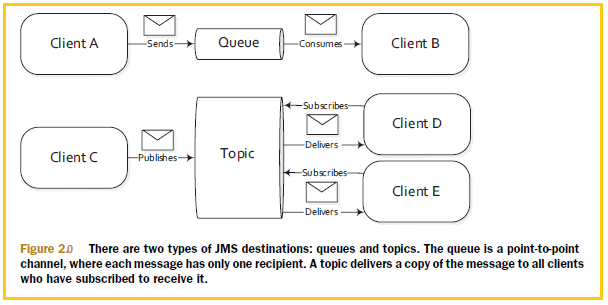 Client A
Sends
Queue
Consumes
Client B
Client C
Publishes
Topic
Subscribes
Delivers
Client D
Subscribes
Delivers
Client E
Figure 2.0 There are two types of JMS destinations: queues and topics. The queue is a point-to-point
channel, where each message has only one recipient. A topic delivers a copy of the message to all clients
who have subscribed to receive it.